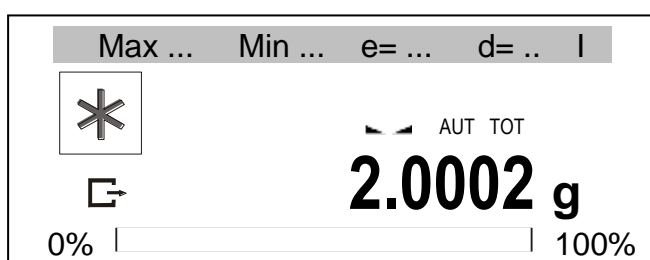 Max ... Min ... e= ... d= .. I
AUT TOT
2.0002 g
0% 100%